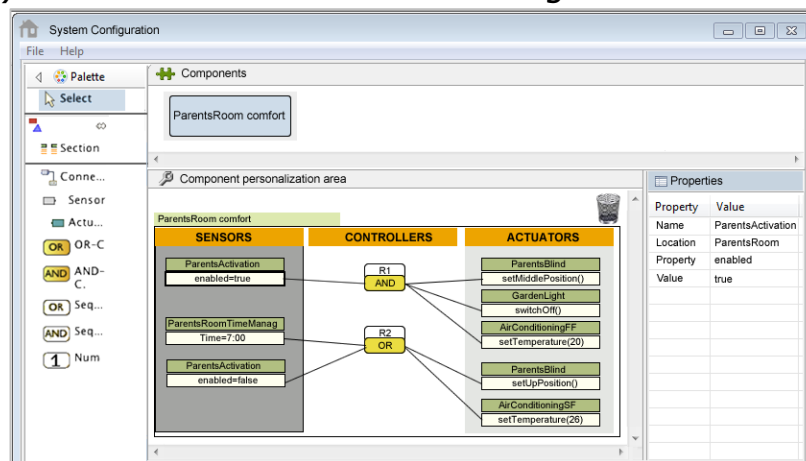 System Configuration
File Help
Palette
Select
Section
Conne...
Sensor
Actu...
OR OR-C
AND AND-C.
OR Seq...
AND Seq...
1 Num
Components
ParentsRoom comfort
Component personalization area
ParentsRoom comfort
SENSORS CONTROLLERS ACTUATORS
ParentsActivation
enabled=true
ParentsRoomTimeManag
Time=7:00
ParentsActivation
enabled=false
R1
AND
R2
OR
ParentsBlind
setMiddlePosition()
GardenLight
switchOff()
AirConditioningFF
setTemperature(20)
ParentsBlind
setUpPosition()
AirConditioningSF
setTemperature(26)
Properties
Property Value
Name ParentsActivation
Location ParentsRoom
Property enabled
Value true